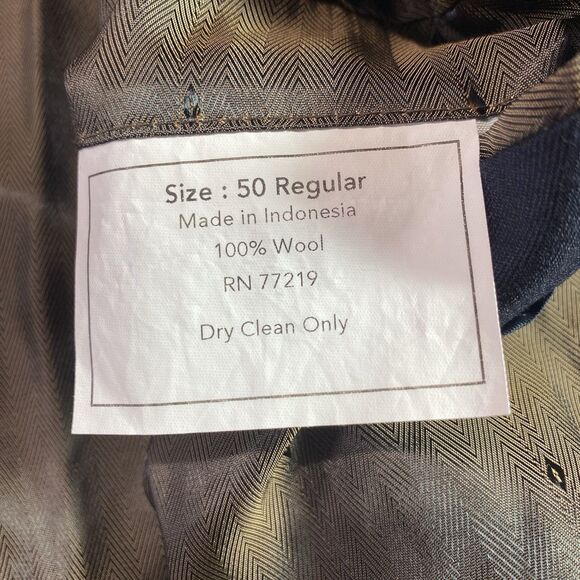 Size : 50 Regular
Made in Indonesia
100% Wool
RN 77219
Dry Clean Only